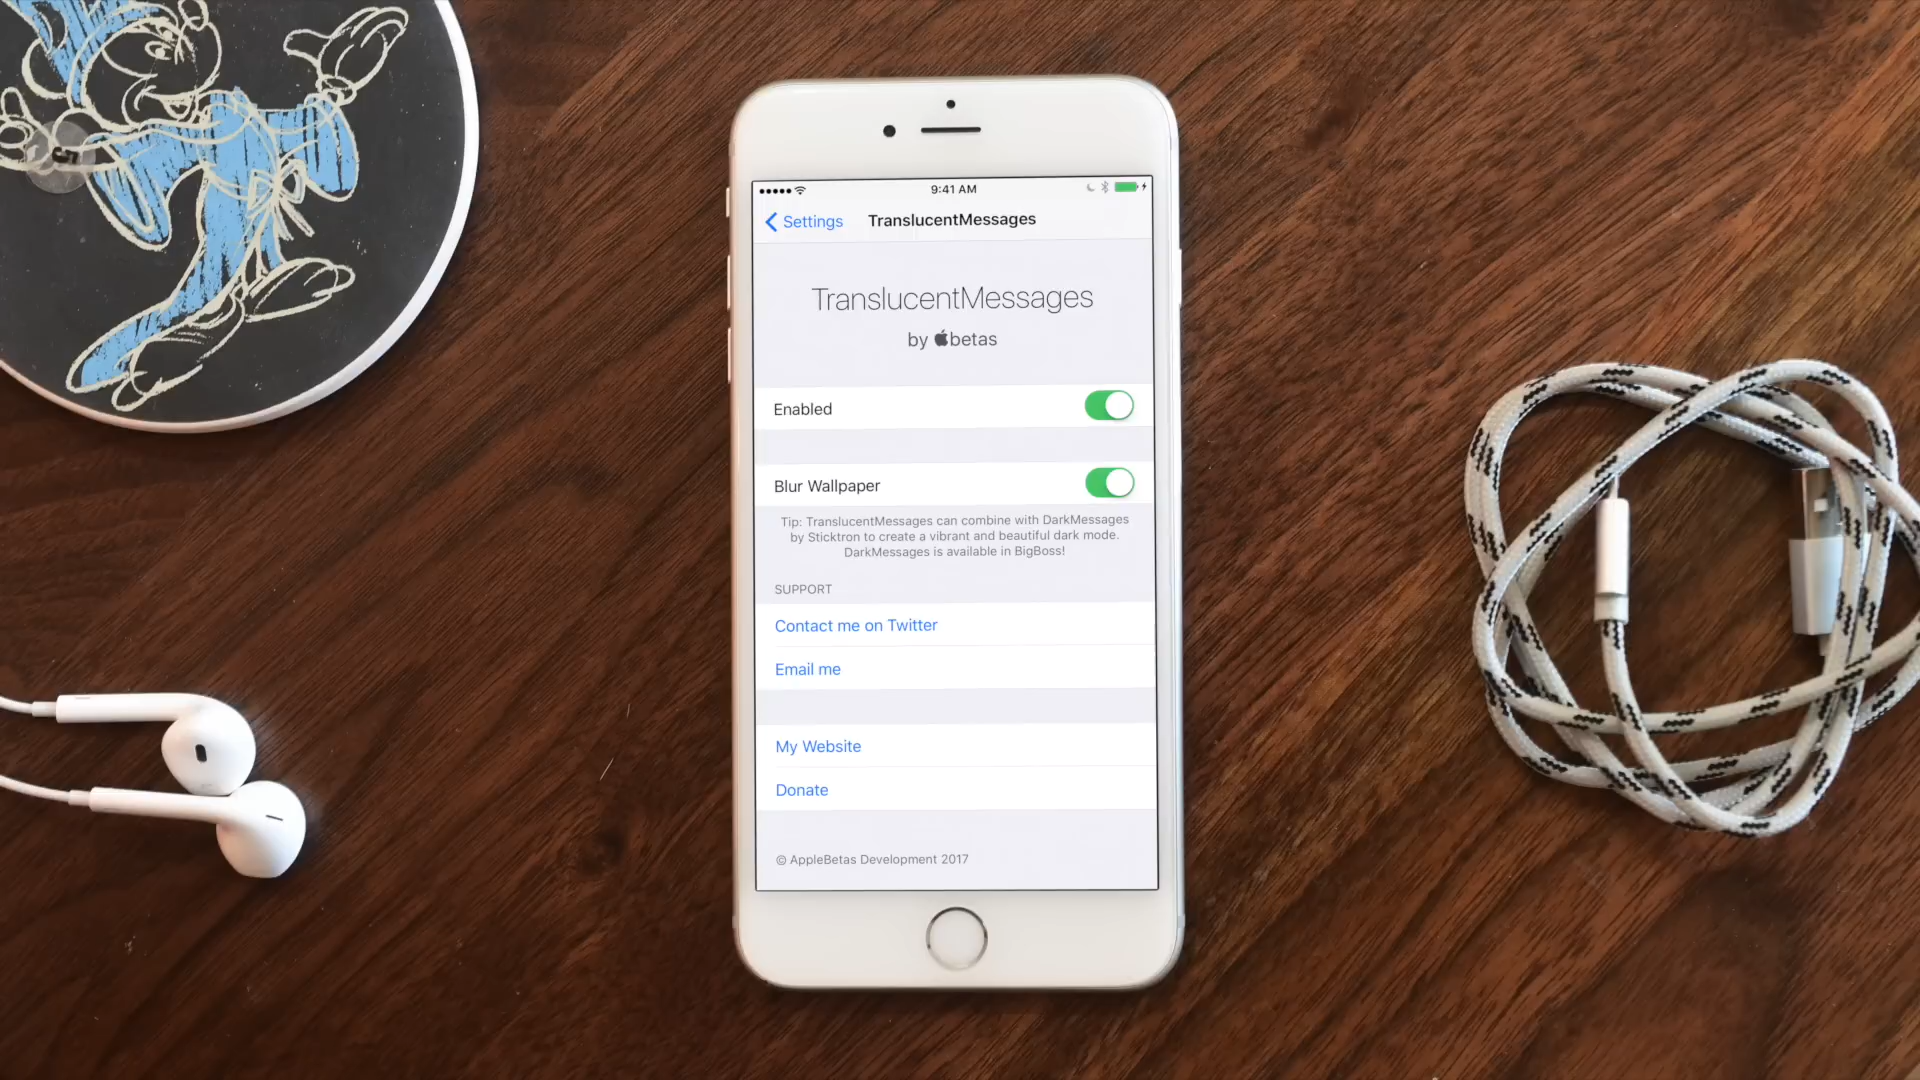 9:41 AM
Settings
TranslucentMessages
TranslucentMessages
by betas
Enabled
Blur Wallpaper
Tip: TranslucentMessages can combine with DarkMessages
by Sticktron to create a vibrant and beautiful dark mode.
DarkMessages is available in BigBoss!
SUPPORT
Contact me on Twitter
Email me
My Website
Donate
© AppleBetas Development 2017